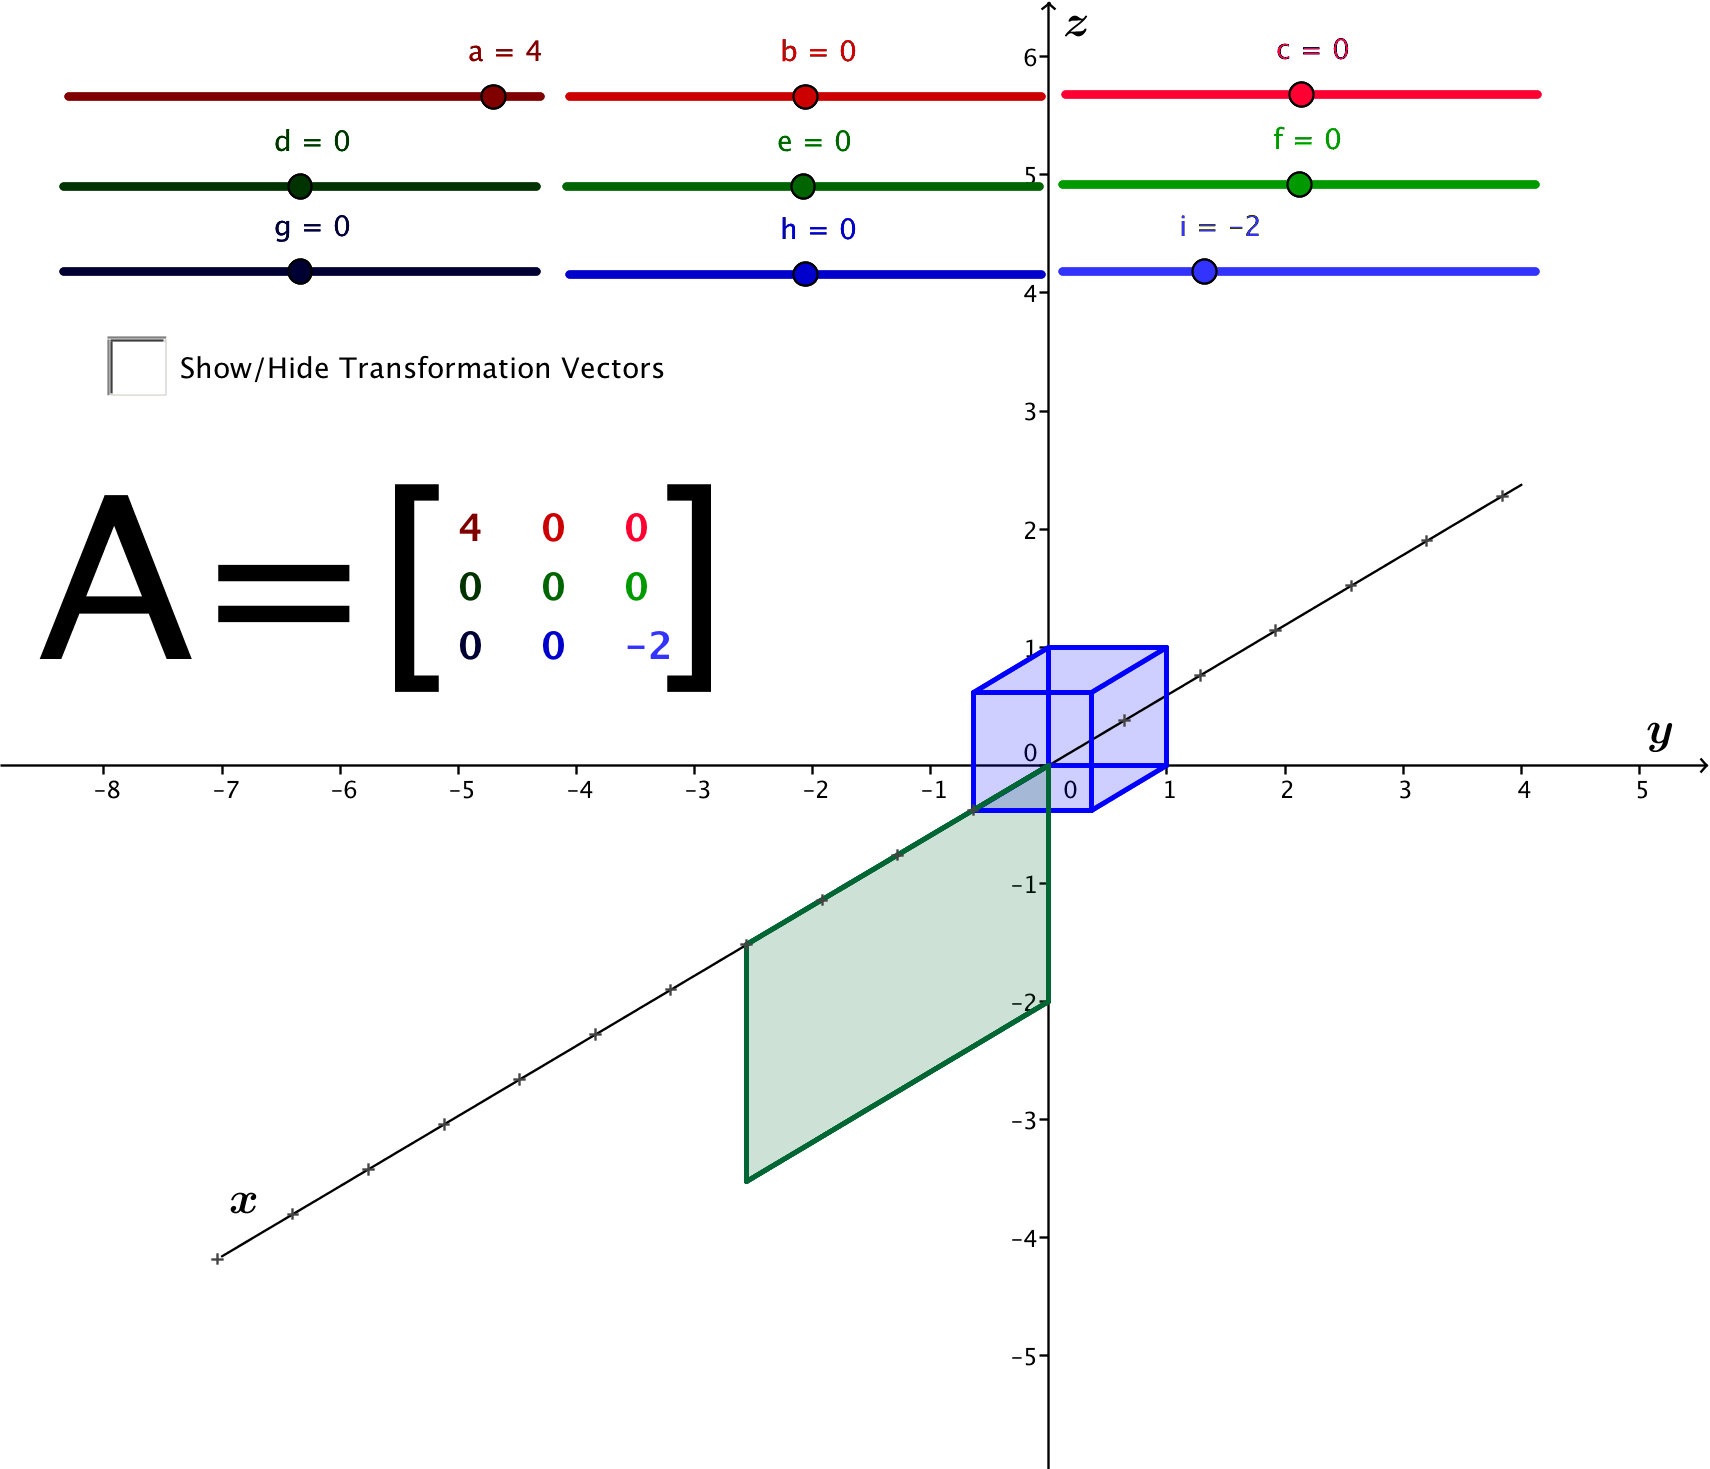 z
a = 4 b = 0 c = 0
6
d = 0 e = 0 f = 0
5
g = 0 h = 0 i = -2
4
Show/Hide Transformation Vectors
3
A = [ 4 0 0
0 0 0
0 0 -2 ]
2
1
y
0
-8 -7 -6 -5 -4 -3 -2 -1 0 1 2 3 4 5
-1
-2
-3
x
-4
-5